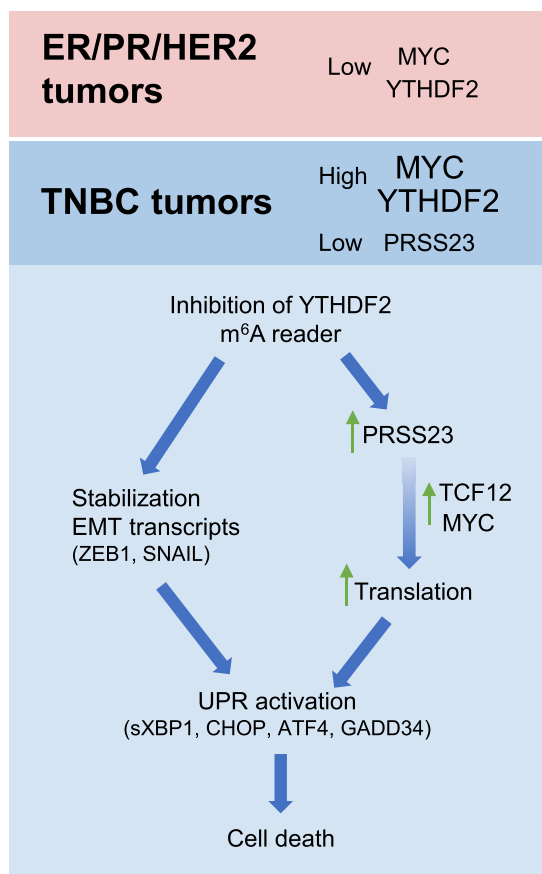 ER/PR/HER2
tumors
Low MYC
YTHDF2
TNBC tumors
High MYC
YTHDF2
Low PRSS23
Inhibition of YTHDF2
m⁶A reader
PRSS23
TCF12
MYC
Stabilization
EMT transcripts
(ZEB1, SNAIL)
Translation
UPR activation
(sXBP1, CHOP, ATF4, GADD34)
Cell death